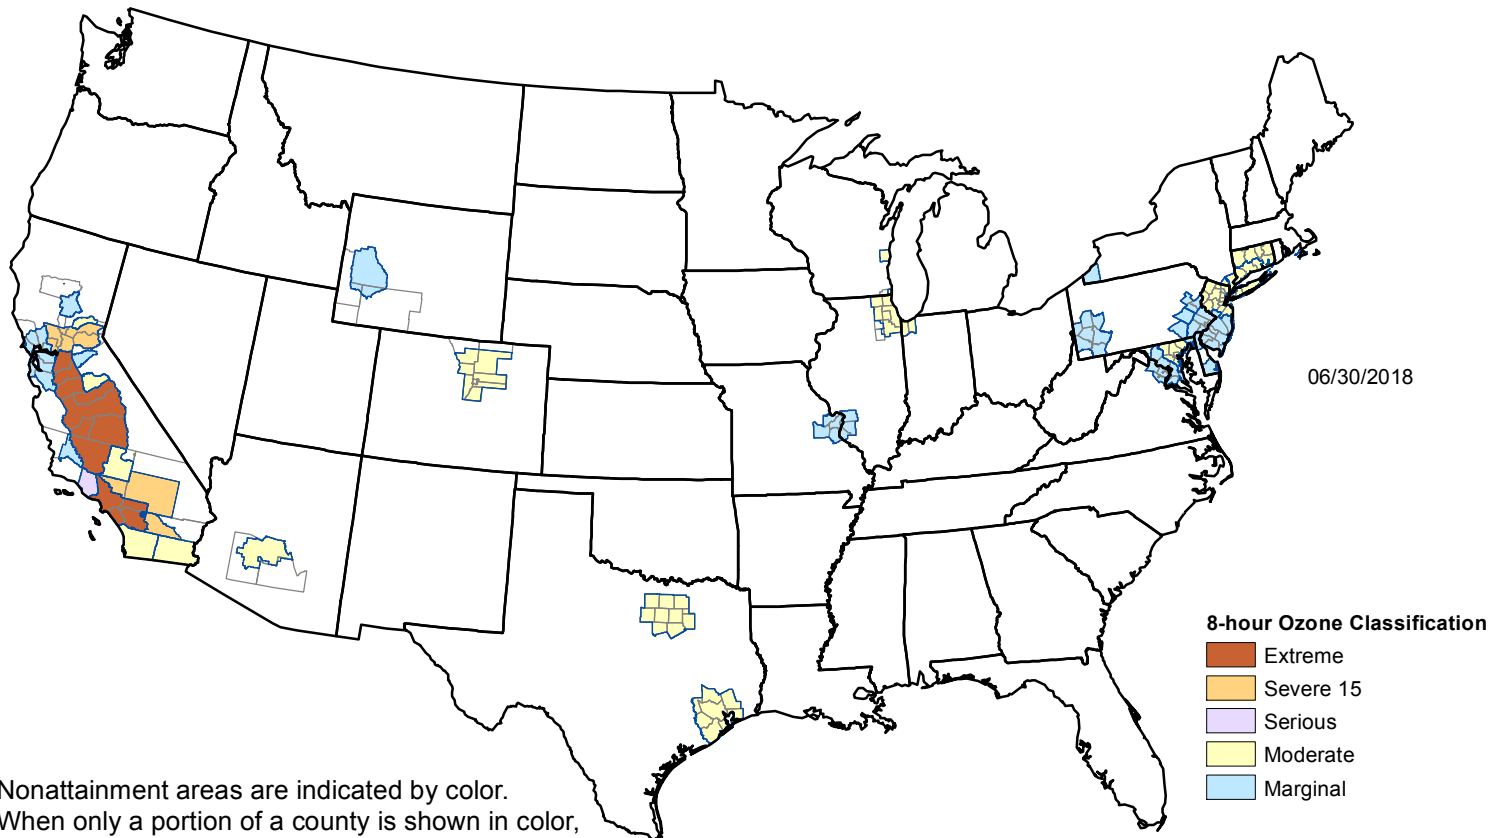 06/30/2018
8-hour Ozone Classification
Extreme
Severe 15
Serious
Moderate
Marginal
Nonattainment areas are indicated by color.
When only a portion of a county is shown in color,